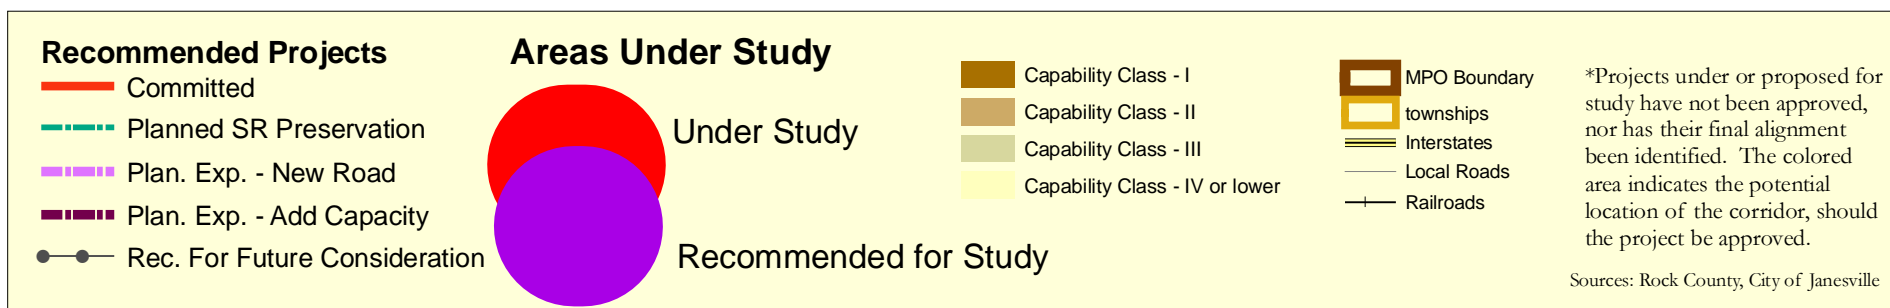 Recommended Projects
Committed
Planned SR Preservation
Plan. Exp. - New Road
Plan. Exp. - Add Capacity
Rec. For Future Consideration
Areas Under Study
Under Study
Recommended for Study
Capability Class - I
Capability Class - II
Capability Class - III
Capability Class - IV or lower
MPO Boundary
townships
Interstates
Local Roads
Railroads
*Projects under or proposed for
study have not been approved,
nor has their final alignment
been identified.  The colored
area indicates the potential
location of the corridor, should
the project be approved.
Sources: Rock County, City of Janesville